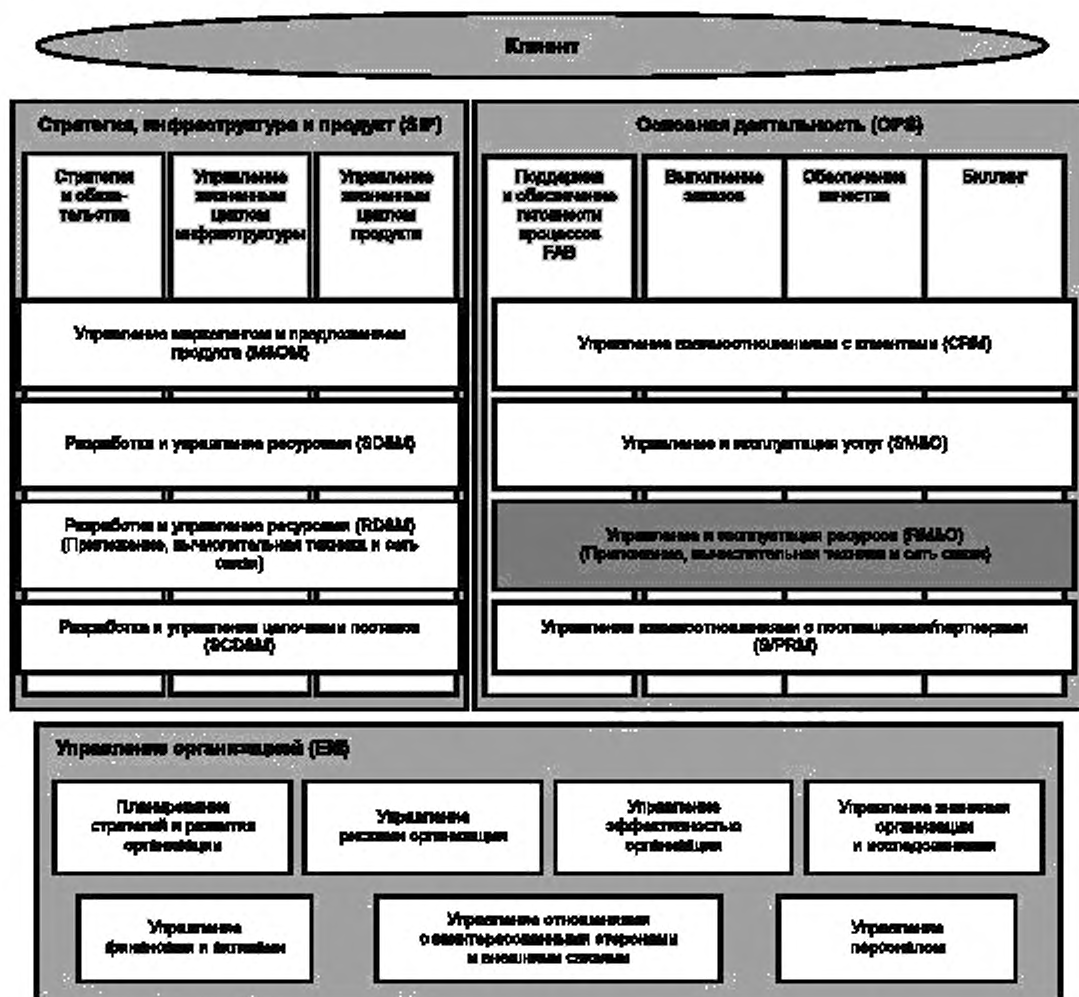 Клиент
Стратегия, инфраструктура и продукт (SIP)
Основная деятельность (OPS)
Стратегия
и обяза-
тельства
Управление
жизненным
циклом
инфраструктуры
Управление
жизненным
циклом
продукта
Поддержка
и обеспечение
готовности
процессов
FAB
Выполнение
заказов
Обеспечение
качества
Биллинг
Управление маркетингом и предложением
продукта (M&OM)
Управление взаимоотношениями с клиентами (CRM)
Разработка и управление ресурсами (SD&M)
Управление и эксплуатация услуг (SM&O)
Разработка и управление ресурсами (RD&M)
(Приложение, вычислительная техника и сеть
связи)
Управление и эксплуатация ресурсов (RM&O)
(Приложение, вычислительная техника и сеть связи)
Разработка и управление цепочками поставок
(SCD&M)
Управление взаимоотношениями с поставщиками/партнерами
(S/PRM)
Управление организацией (EM)
Планирование
стратегий и развития
организации
Управление
рисками организации
Управление
эффективностью
организации
Управление знаниями
организации
и исследованиями
Управление
финансами и активами
Управление отношениями
с заинтересованными сторонами
и внешними связями
Управление
персоналом